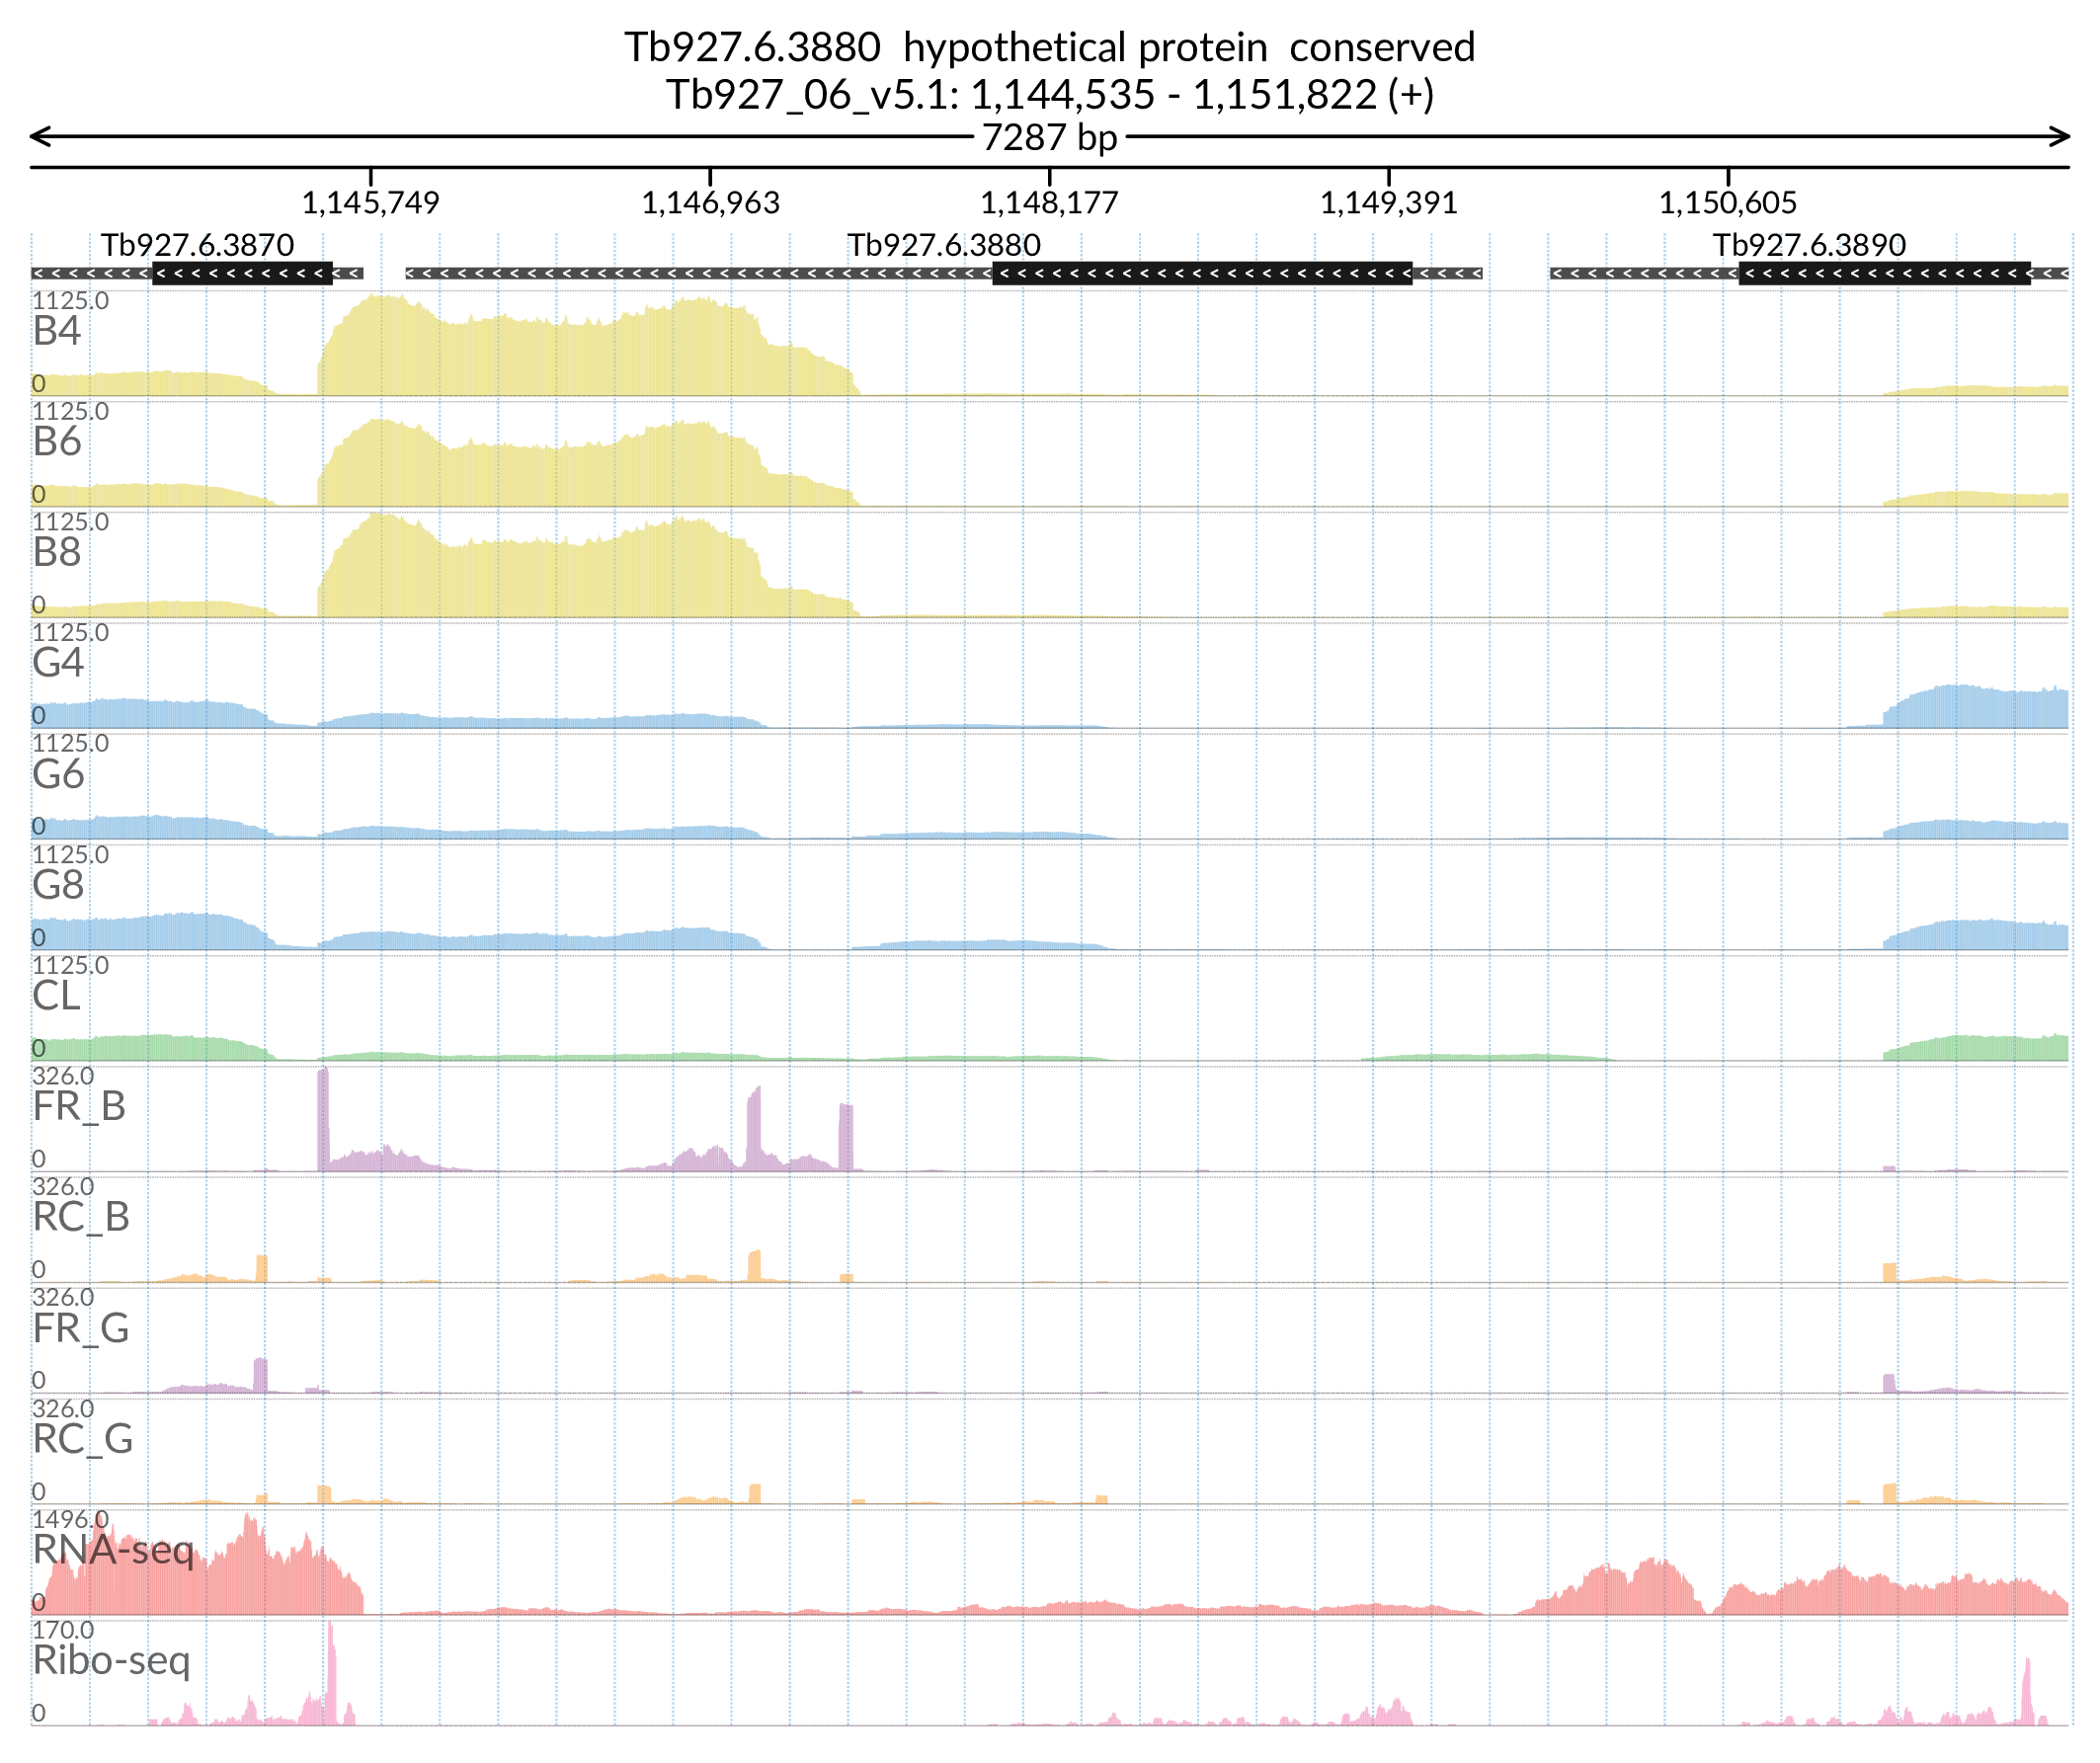 Tb927.6.3880 hypothetical protein conserved
Tb927_06_v5.1: 1,144,535 - 1,151,822 (+)
7287 bp
1,145,749 1,146,963 1,148,177 1,149,391 1,150,605
Tb927.6.3870 Tb927.6.3880 Tb927.6.3890
1125.0
B4
0
1125.0
B6
0
1125.0
B8
0
1125.0
G4
0
1125.0
G6
0
1125.0
G8
0
1125.0
CL
0
326.0
FR_B
0
326.0
RC_B
0
326.0
FR_G
0
326.0
RC_G
0
1496.0
RNA-seq
0
170.0
Ribo-seq
0